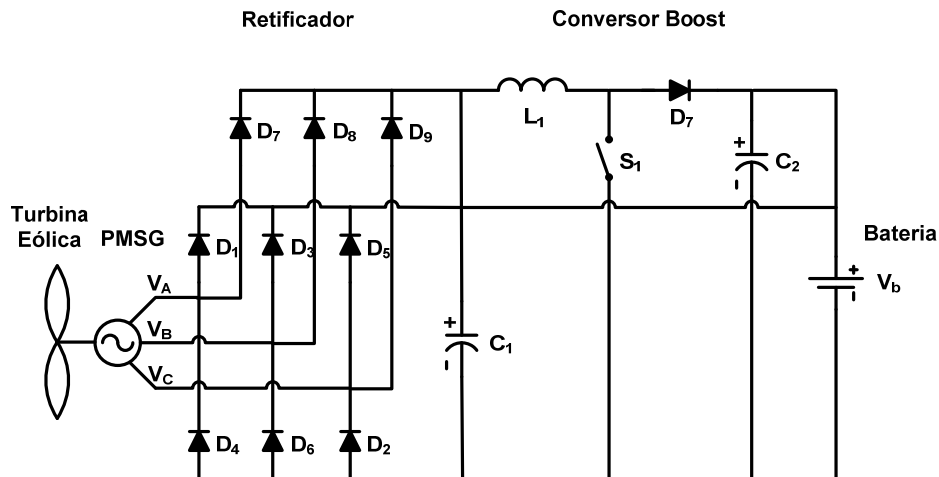 Retificador
Conversor Boost
D7
D8
D9
L1
D7
S1
+
-
C2
Turbina
Eólica
PMSG
D1
D3
D5
Bateria
+
-
Vb
VA
VB
VC
+
-
C1
D4
D6
D2